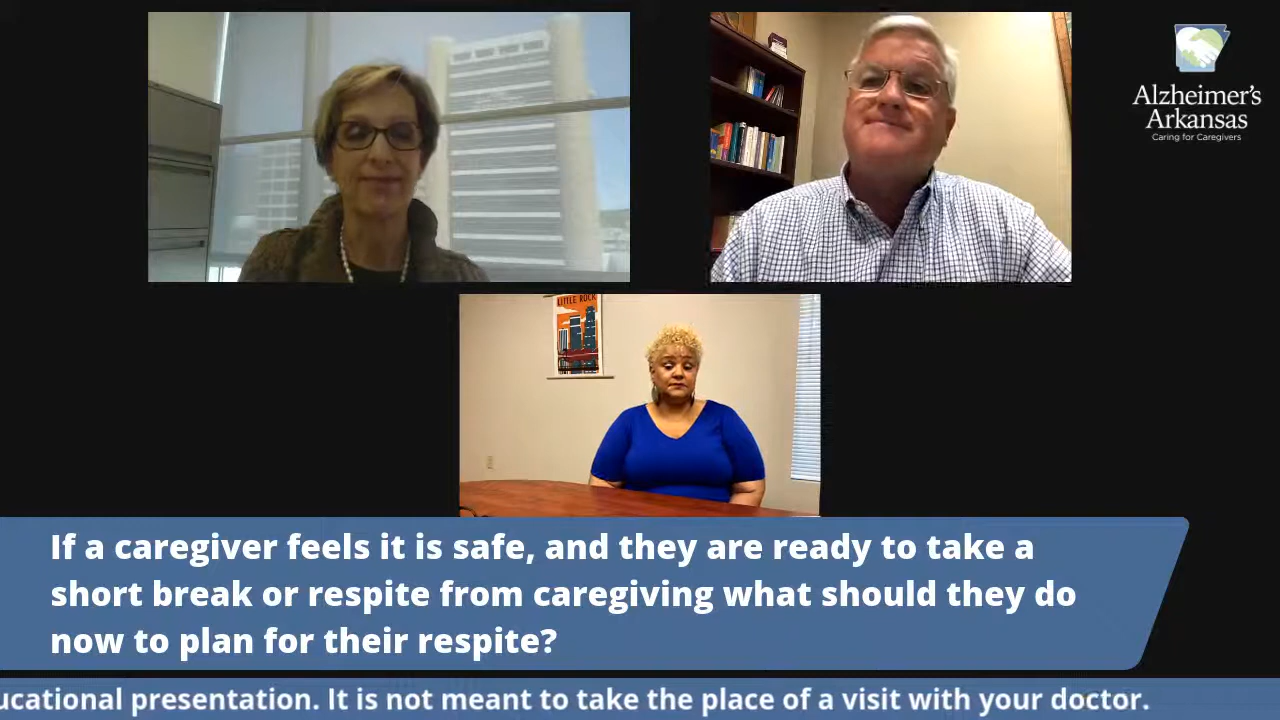 Alzheimer's
Arkansas
Caring for Caregivers
LITTLE ROCK
If a caregiver feels it is safe, and they are ready to take a
short break or respite from caregiving what should they do
now to plan for their respite?
ucational presentation. It is not meant to take the place of a visit with your doctor.